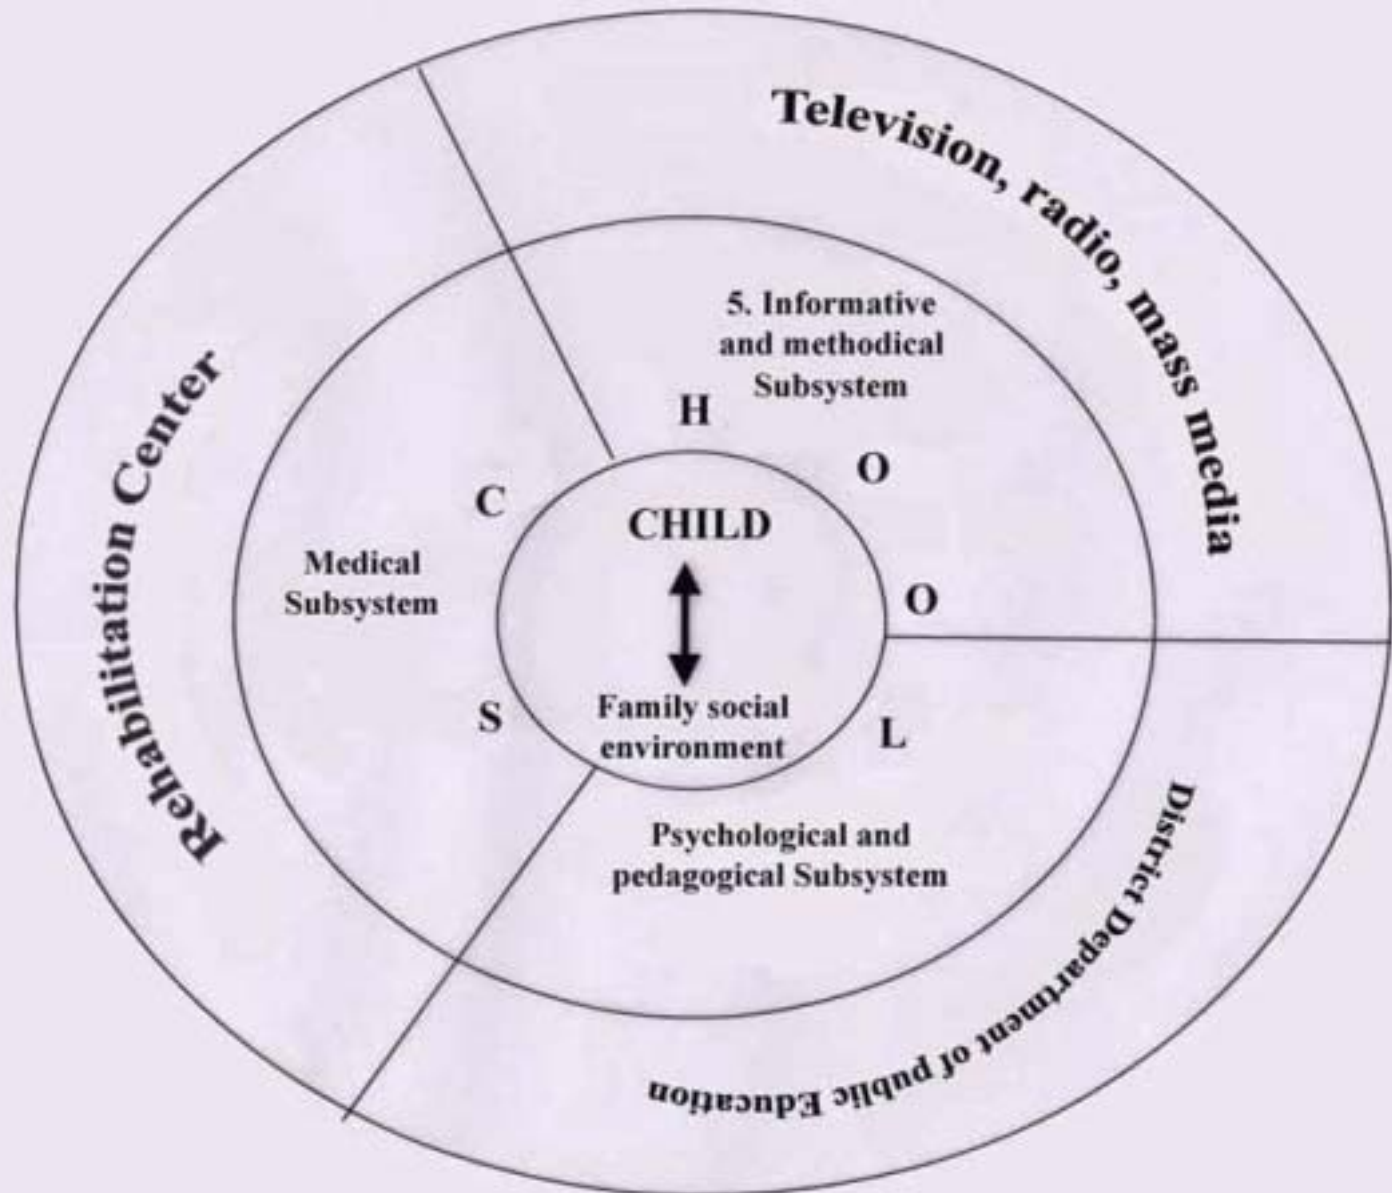 Television, radio, mass media
Rehabilitation Center
5. Informative
and methodical
Subsystem
S C H O O L
CHILD
Medical
Subsystem
Family social
environment
Psychological and
pedagogical Subsystem
District Department of public Education